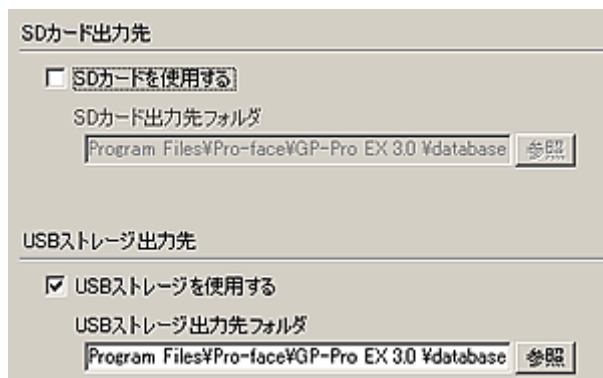 SDカード出力先
SDカードを使用する
SDカード出力先フォルダ
Program Files¥Pro-face¥GP-Pro EX 3.0 ¥database 参照
USBストレージ出力先
USBストレージを使用する
USBストレージ出力先フォルダ
Program Files¥Pro-face¥GP-Pro EX 3.0 ¥database 参照